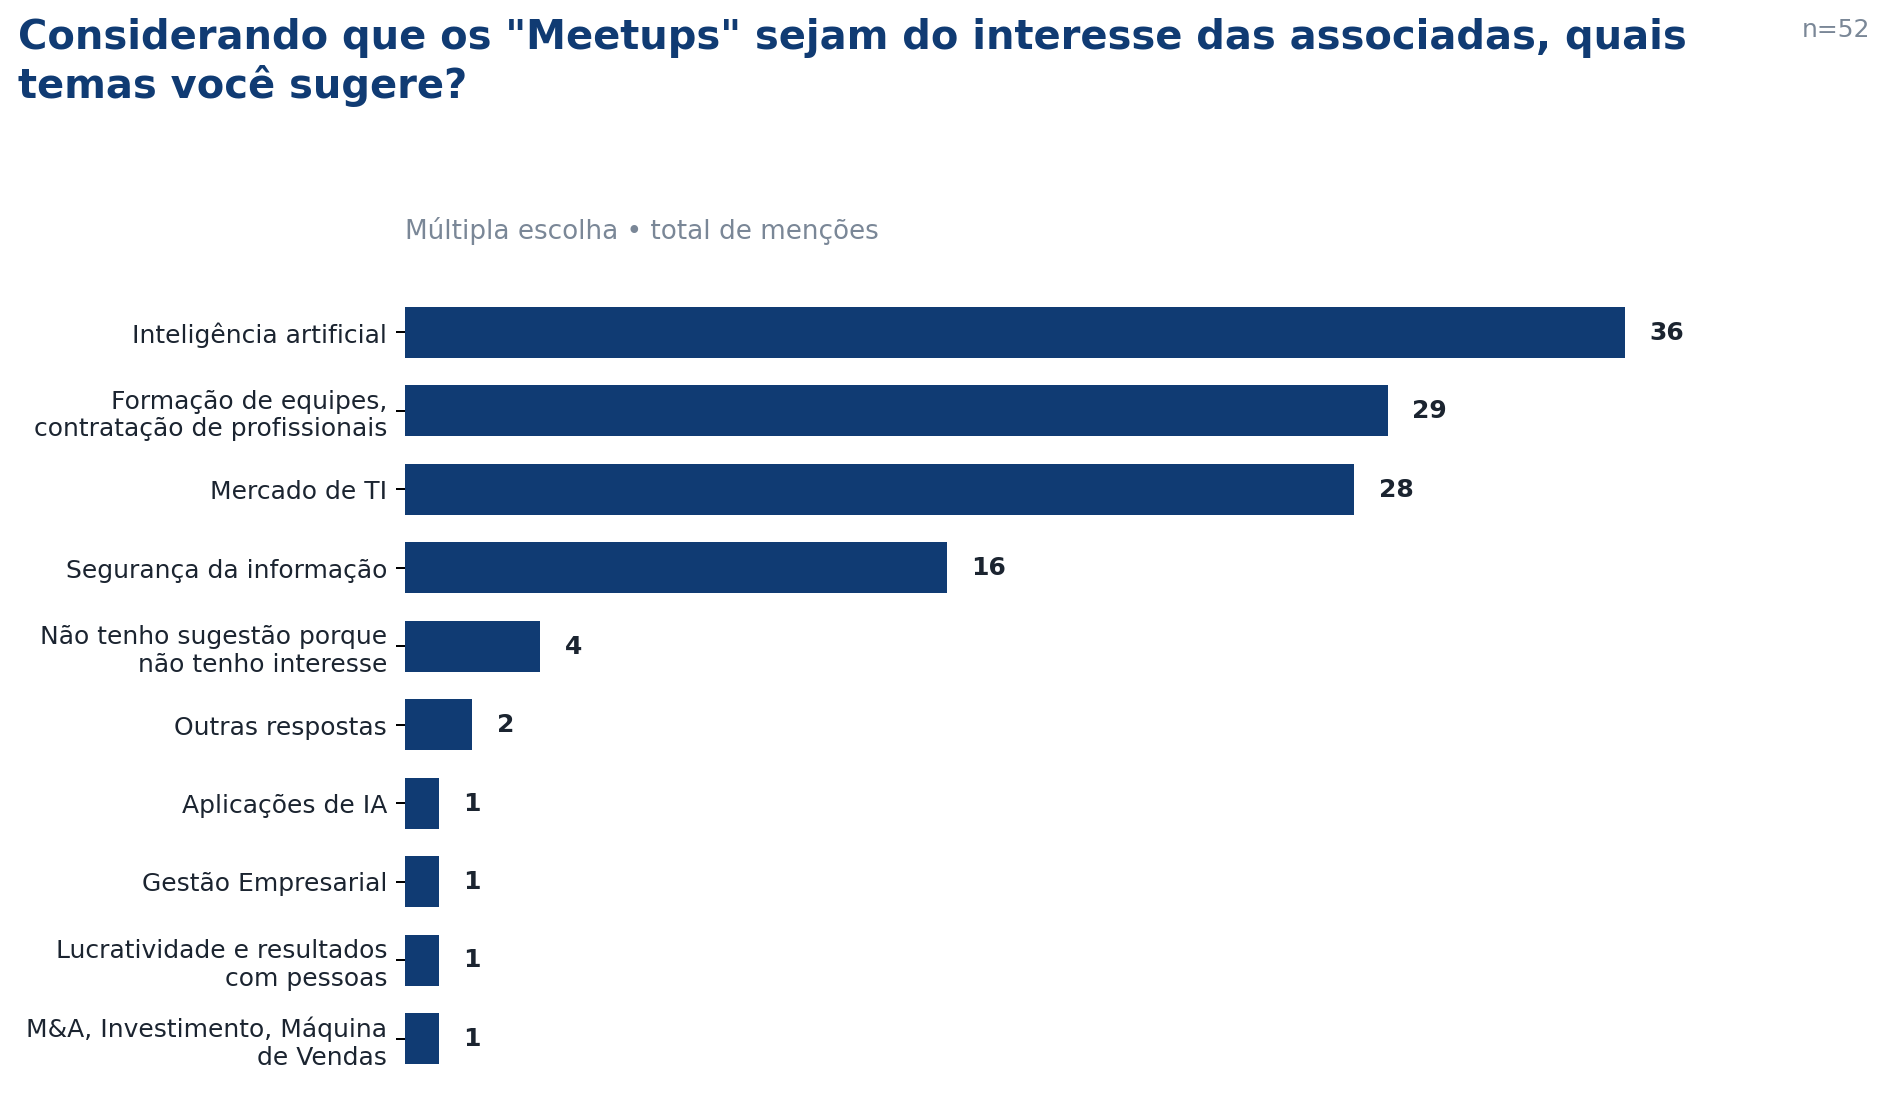 Considerando que os "Meetups" sejam do interesse das associadas, quais
temas você sugere?
n=52
Múltipla escolha • total de menções
Inteligência artificial
36
Formação de equipes,
contratação de profissionais
29
Mercado de TI
28
Segurança da informação
16
Não tenho sugestão porque
não tenho interesse
4
Outras respostas
2
Aplicações de IA
1
Gestão Empresarial
1
Lucratividade e resultados
com pessoas
1
M&A, Investimento, Máquina
de Vendas
1